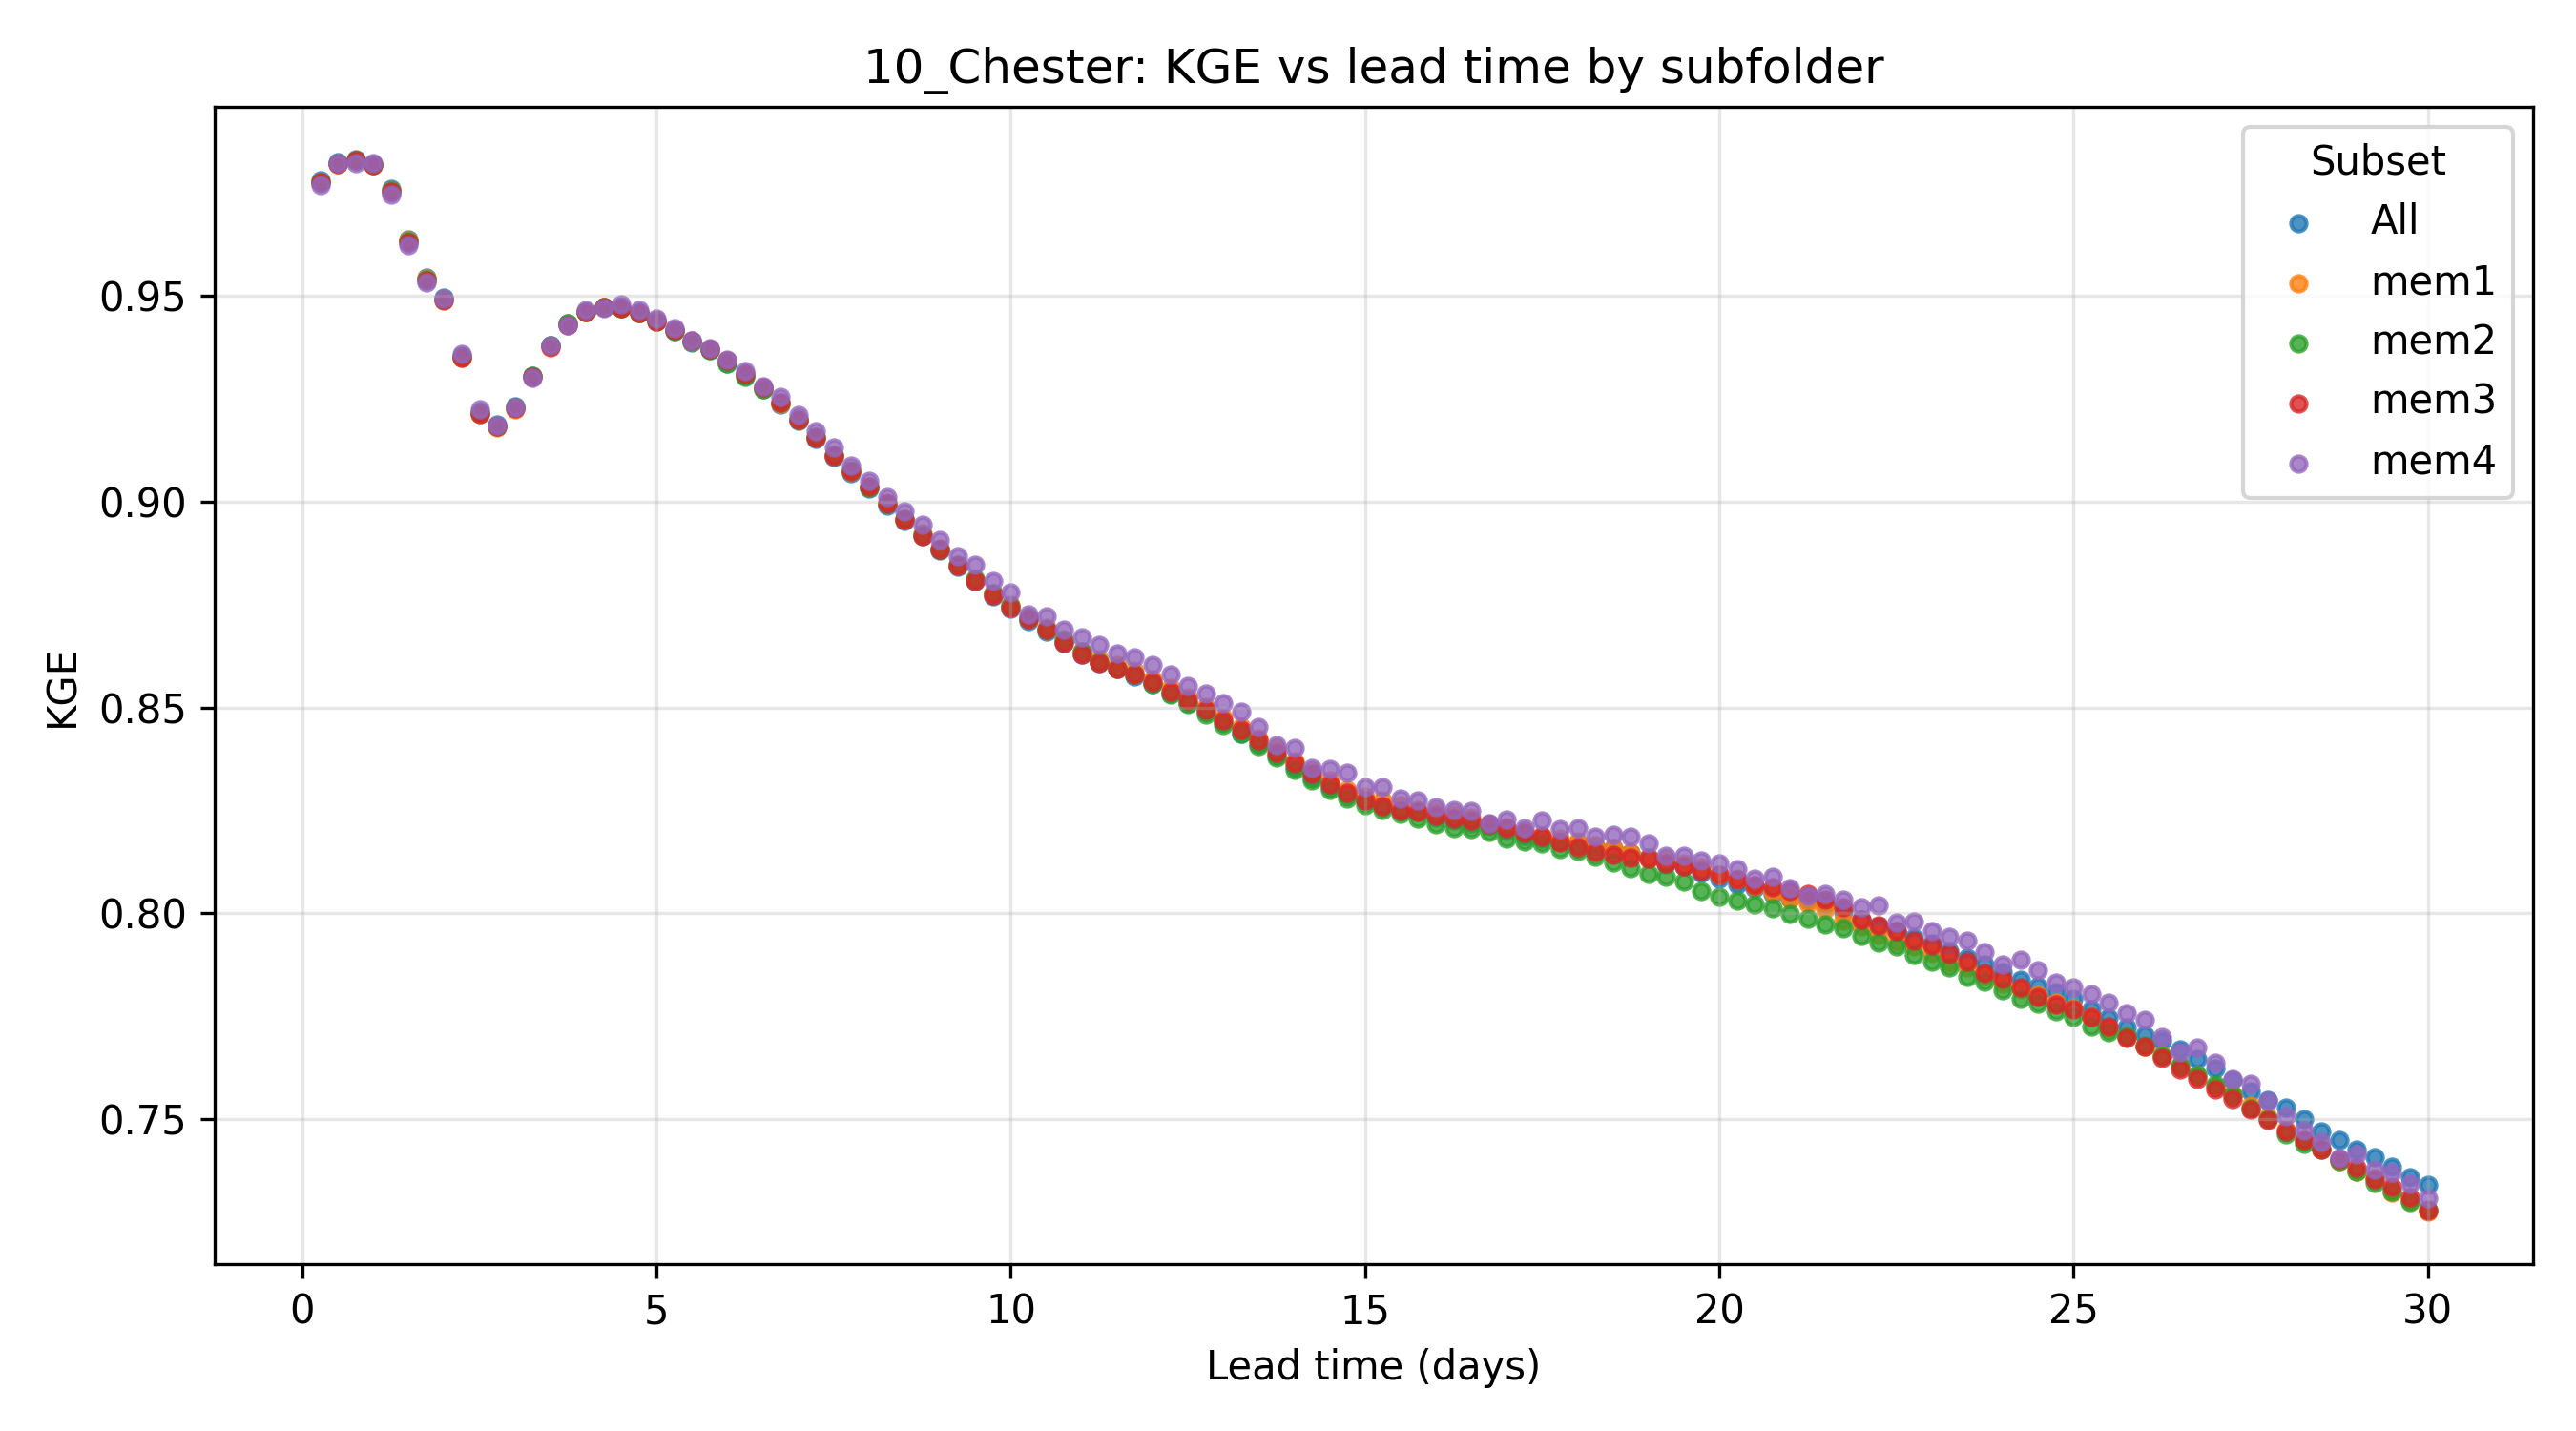 10_Chester: KGE vs lead time by subfolder
Subset
All
mem1
mem2
mem3
mem4
KGE
0.95
0.90
0.85
0.80
0.75
0 5 10 15 20 25 30
Lead time (days)